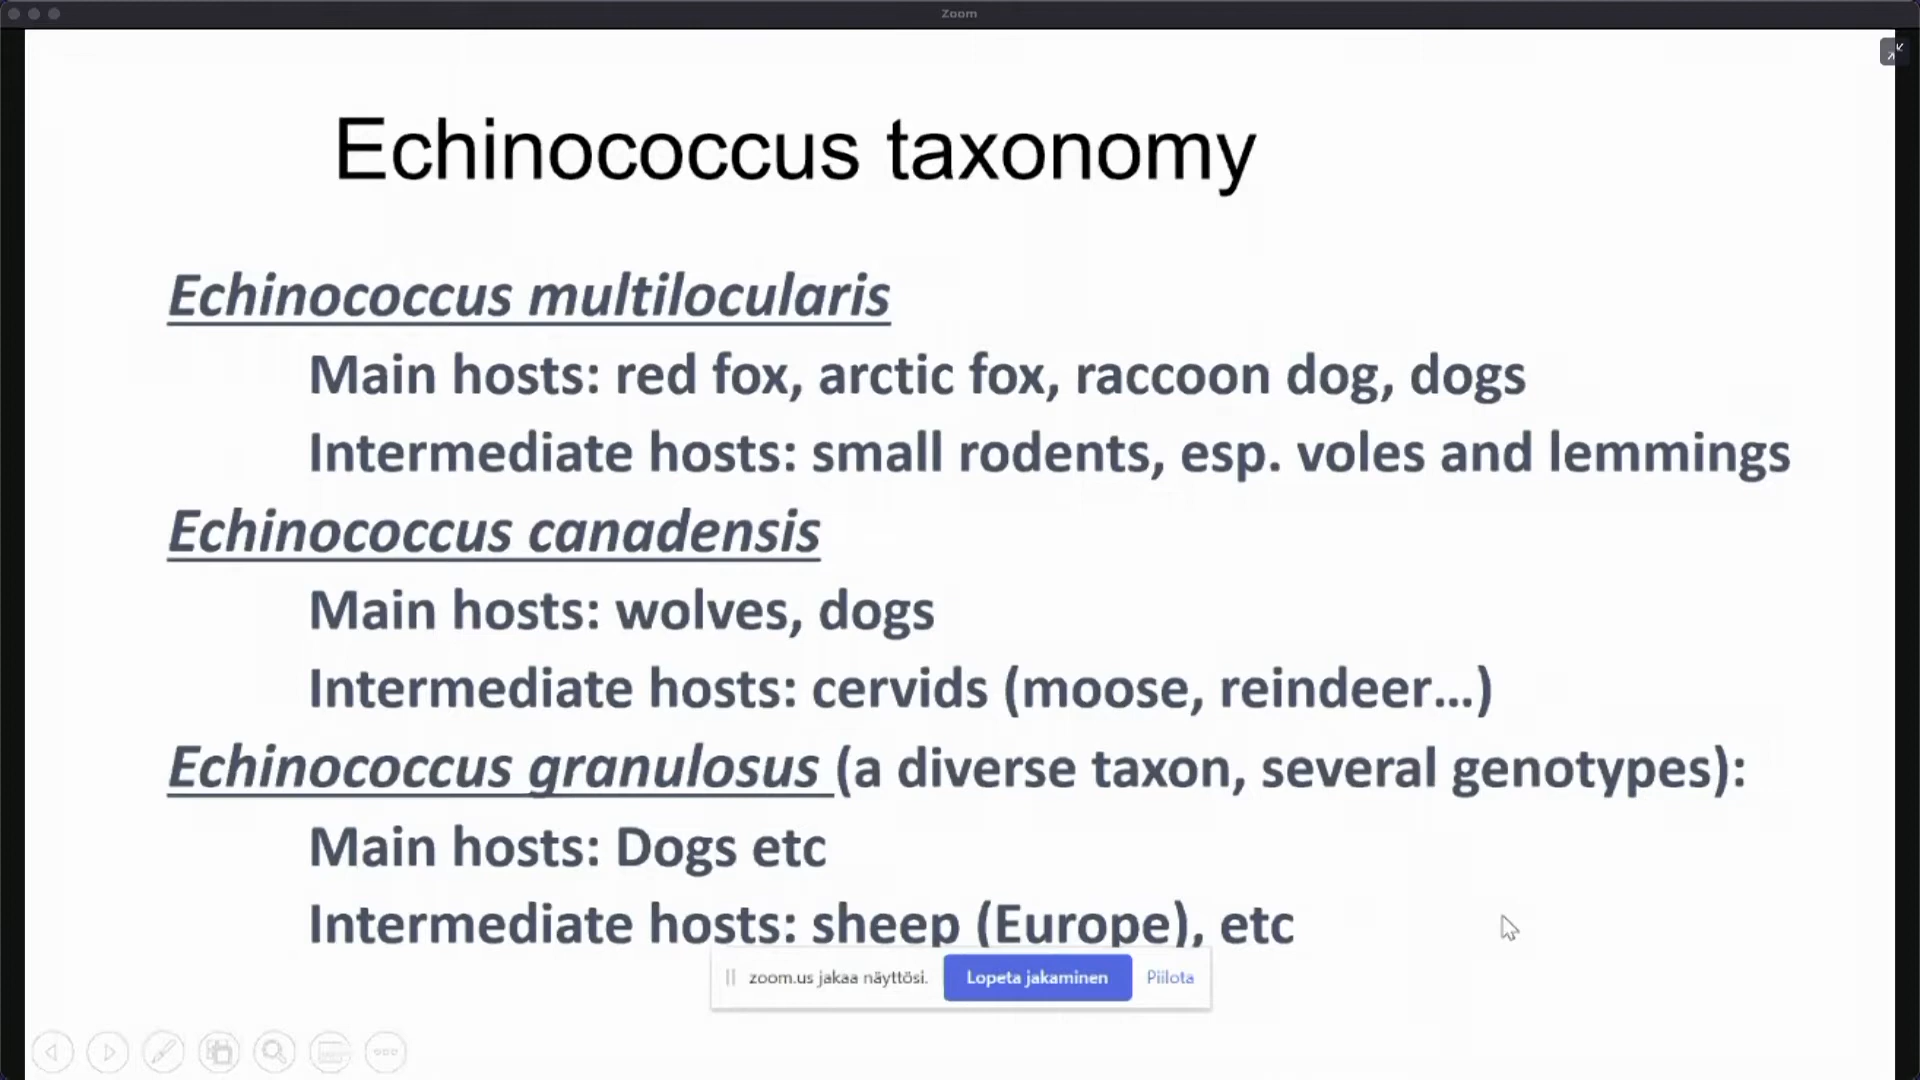 Zoom
Echinococcus taxonomy
Echinococcus multilocularis
Main hosts: red fox, arctic fox, raccoon dog, dogs
Intermediate hosts: small rodents, esp. voles and lemmings
Echinococcus canadensis
Main hosts: wolves, dogs
Intermediate hosts: cervids (moose, reindeer...)
Echinococcus granulosus (a diverse taxon, several genotypes):
Main hosts: Dogs etc
Intermediate hosts: sheep (Europe), etc
zoom.us jakaa näyttösi. Lopeta jakaminen Piilota